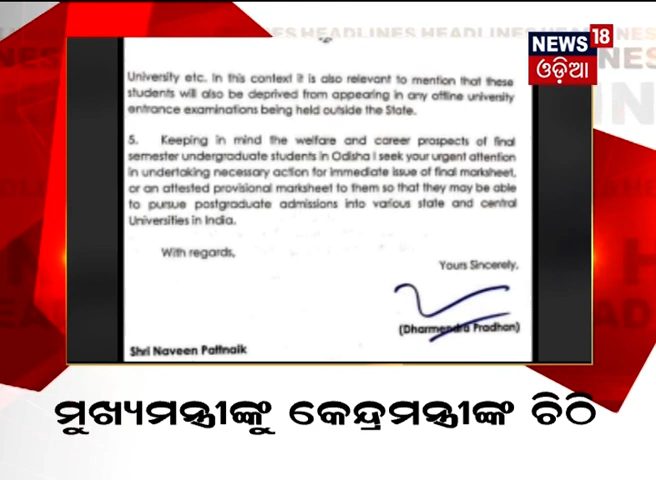 HEADLINES HEADLINES
NEWS 18
ଓଡ଼ିଆ
University etc. In this context it is also relevant to mention that these
students will also be deprived from appearing in any offline university
entrance examinations being held outside the State.
5. Keeping in mind the welfare and career prospects of final
semester undergraduate students in Odisha I seek your urgent attention
in undertaking necessary action for immediate issue of final marksheet,
or an attested provisional marksheet to them so that they may be able
to pursue postgraduate admissions into various state and central
Universities in India.
With regards,
Yours Sincerely,
(Dharmendra Pradhan)
Shri Naveen Pattnaik
ମୁଖ୍ୟମନ୍ତ୍ରୀଙ୍କୁ କେନ୍ଦ୍ରମନ୍ତ୍ରୀଙ୍କ ଚିଠି